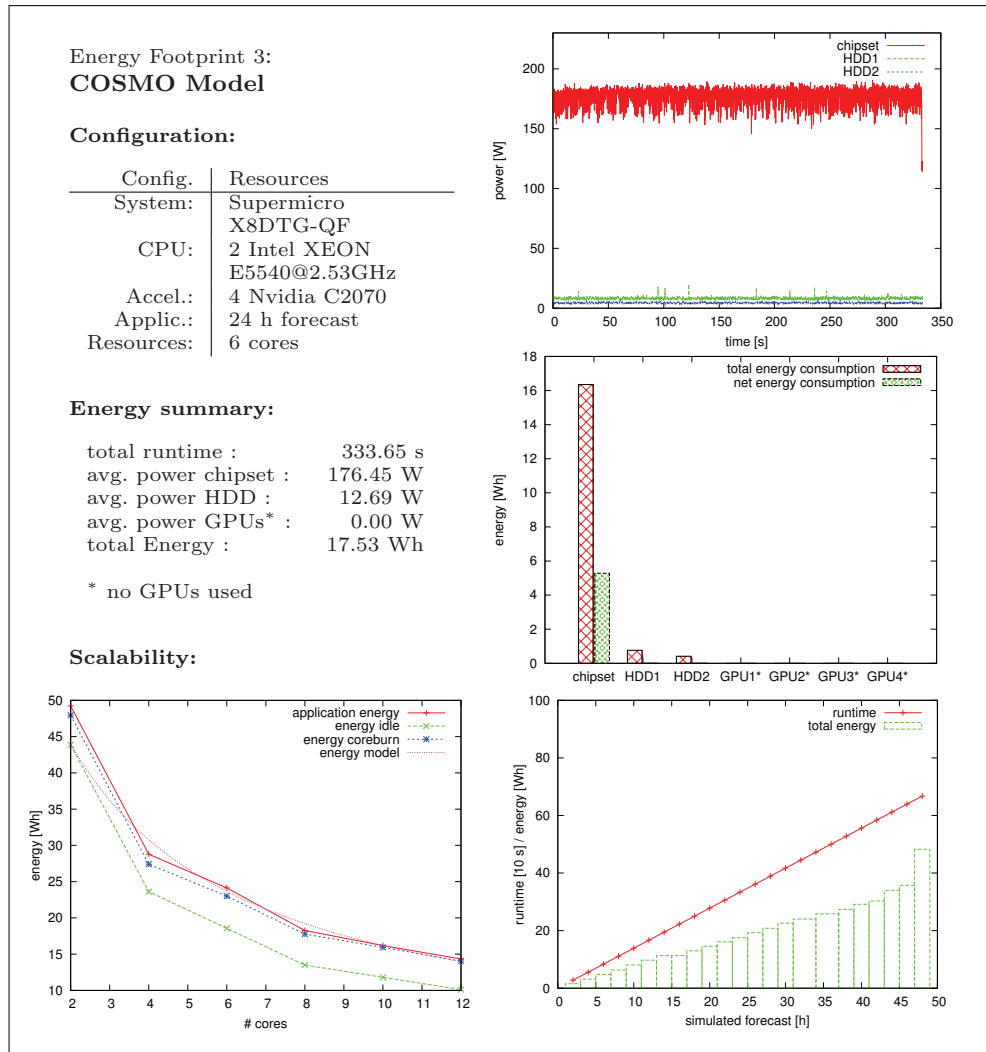 Energy Footprint 3:
COSMO Model
Configuration:
Config. Resources
System: Supermicro
X8DTG-QF
CPU: 2 Intel XEON
E5540@2.53GHz
Accel.: 4 Nvidia C2070
Applic.: 24 h forecast
Resources: 6 cores
Energy summary:
total runtime : 333.65 s
avg. power chipset : 176.45 W
avg. power HDD : 12.69 W
avg. power GPUs* : 0.00 W
total Energy : 17.53 Wh
* no GPUs used
Scalability:
chipset
HDD1
HDD2
200
150
100
50
0
power [W]
0 50 100 150 200 250 300 350
time [s]
total energy consumption
net energy consumption
18
16
14
12
10
8
6
4
2
0
energy [Wh]
chipset HDD1 HDD2 GPU1* GPU2* GPU3* GPU4*
application energy
energy idle
energy coreburn
energy model
50
45
40
35
30
25
20
15
10
energy [Wh]
2 3 4 5 6 7 8 9 10 11 12
# cores
runtime
total energy
100
80
60
40
20
0
runtime [10 s] / energy [Wh]
0 5 10 15 20 25 30 35 40 45 50
simulated forecast [h]